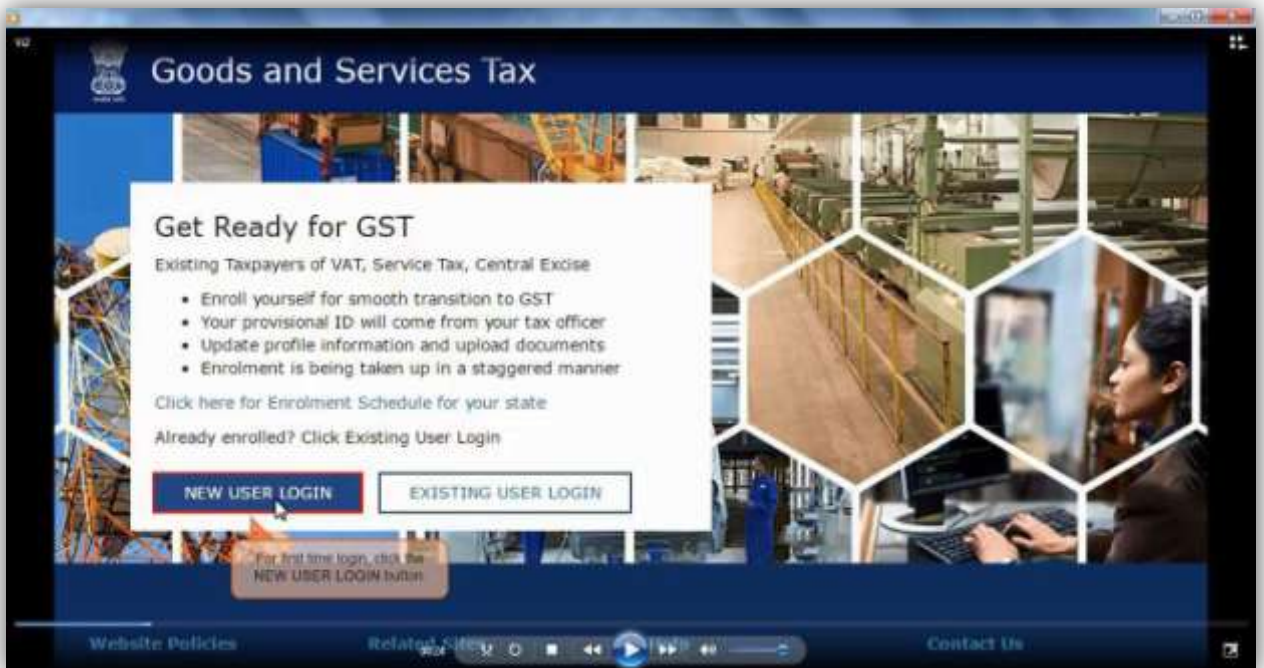 Goods and Services Tax
Get Ready for GST
Existing Taxpayers of VAT, Service Tax, Central Excise
• Enroll yourself for smooth transition to GST
• Your provisional ID will come from your tax officer
• Update profile information and upload documents
• Enrolment is being taken up in a staggered manner
Click here for Enrolment Schedule for your state
Already enrolled? Click Existing User Login
NEW USER LOGIN
EXISTING USER LOGIN
For first time login, click the
NEW USER LOGIN button
Website Policies
Related Sites
Contact Us